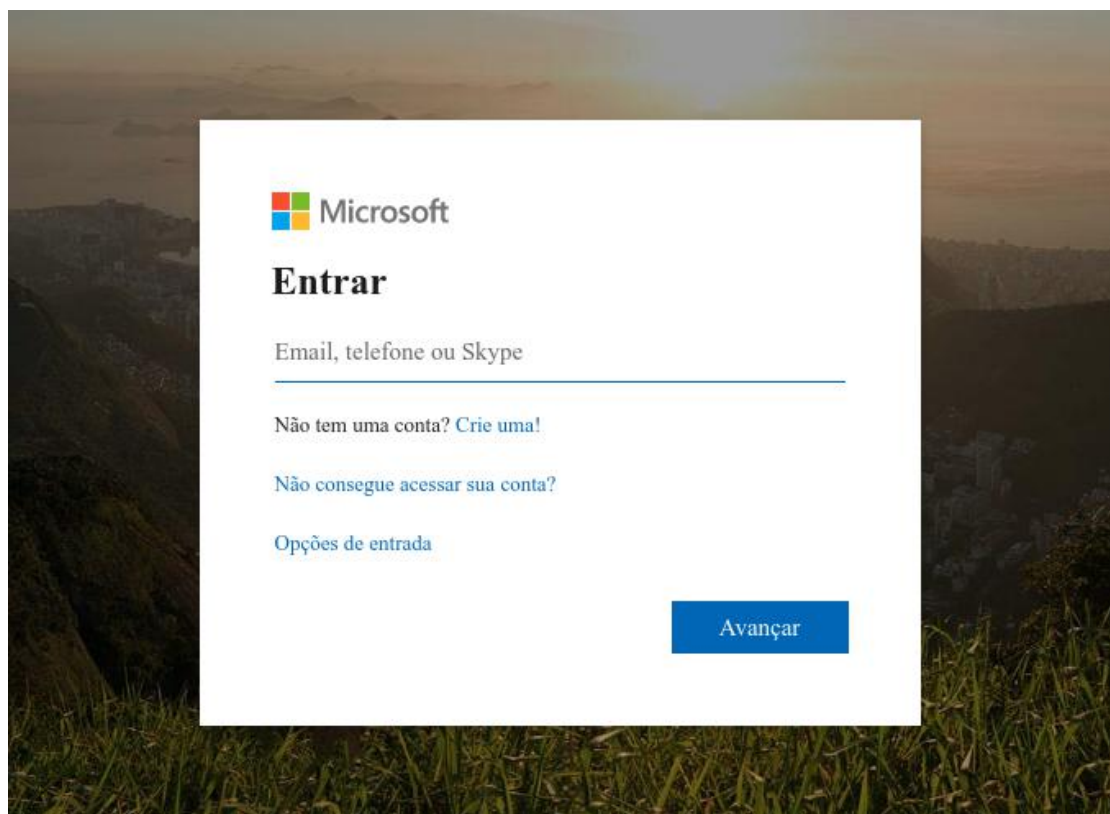 Microsoft
Entrar
Email, telefone ou Skype
Não tem uma conta? Crie uma!
Não consegue acessar sua conta?
Opções de entrada
Avançar